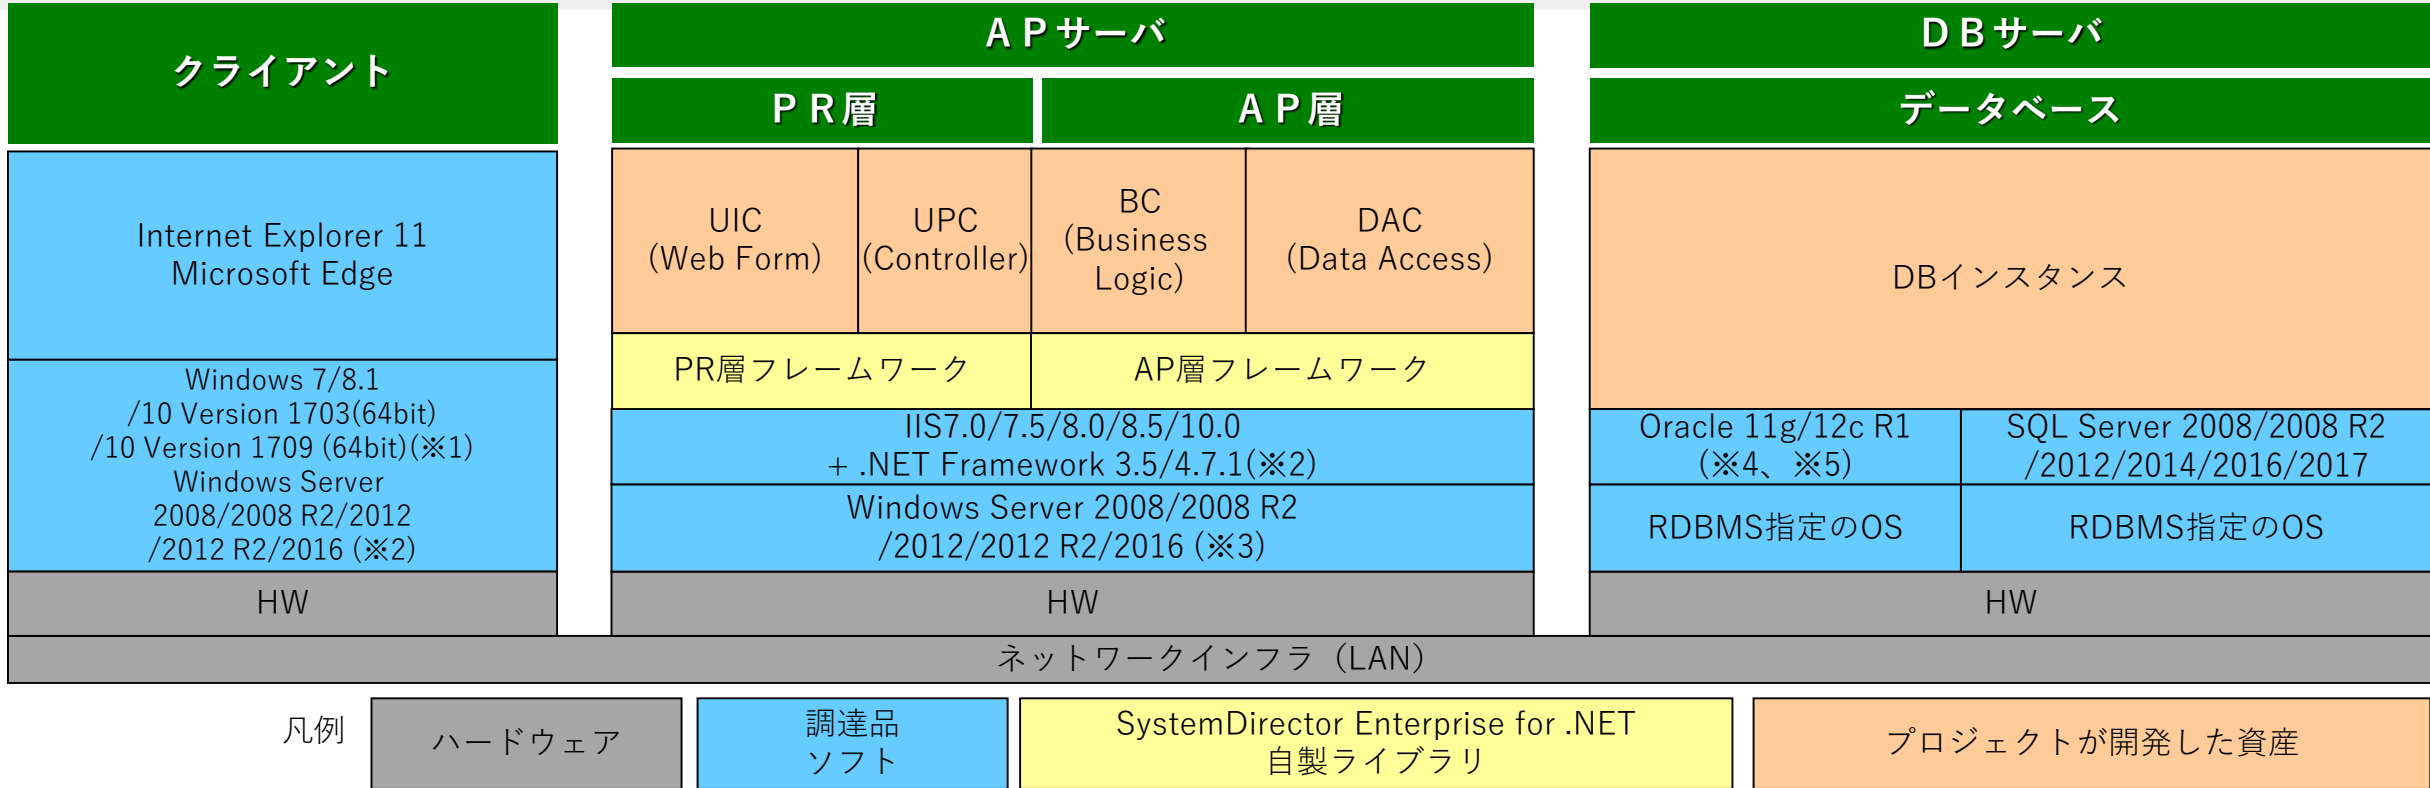 クライアント
ＡＰサーバ
ＰＲ層
ＡＰ層
ＤＢサーバ
データベース
Internet Explorer 11
Microsoft Edge
Windows 7/8.1
/10 Version 1703(64bit)
/10 Version 1709 (64bit)(※1)
Windows Server
2008/2008 R2/2012
/2012 R2/2016 (※2)
HW
UIC
(Web Form)
UPC
(Controller)
BC
(Business
Logic)
DAC
(Data Access)
PR層フレームワーク
AP層フレームワーク
IIS7.0/7.5/8.0/8.5/10.0
+ .NET Framework 3.5/4.7.1(※2)
Windows Server 2008/2008 R2
/2012/2012 R2/2016 (※3)
HW
DBインスタンス
Oracle 11g/12c R1
(※4、※5)
SQL Server 2008/2008 R2
/2012/2014/2016/2017
RDBMS指定のOS
RDBMS指定のOS
HW
ネットワークインフラ（LAN）
凡例
ハードウェア
調達品
ソフト
SystemDirector Enterprise for .NET
自製ライブラリ
プロジェクトが開発した資産